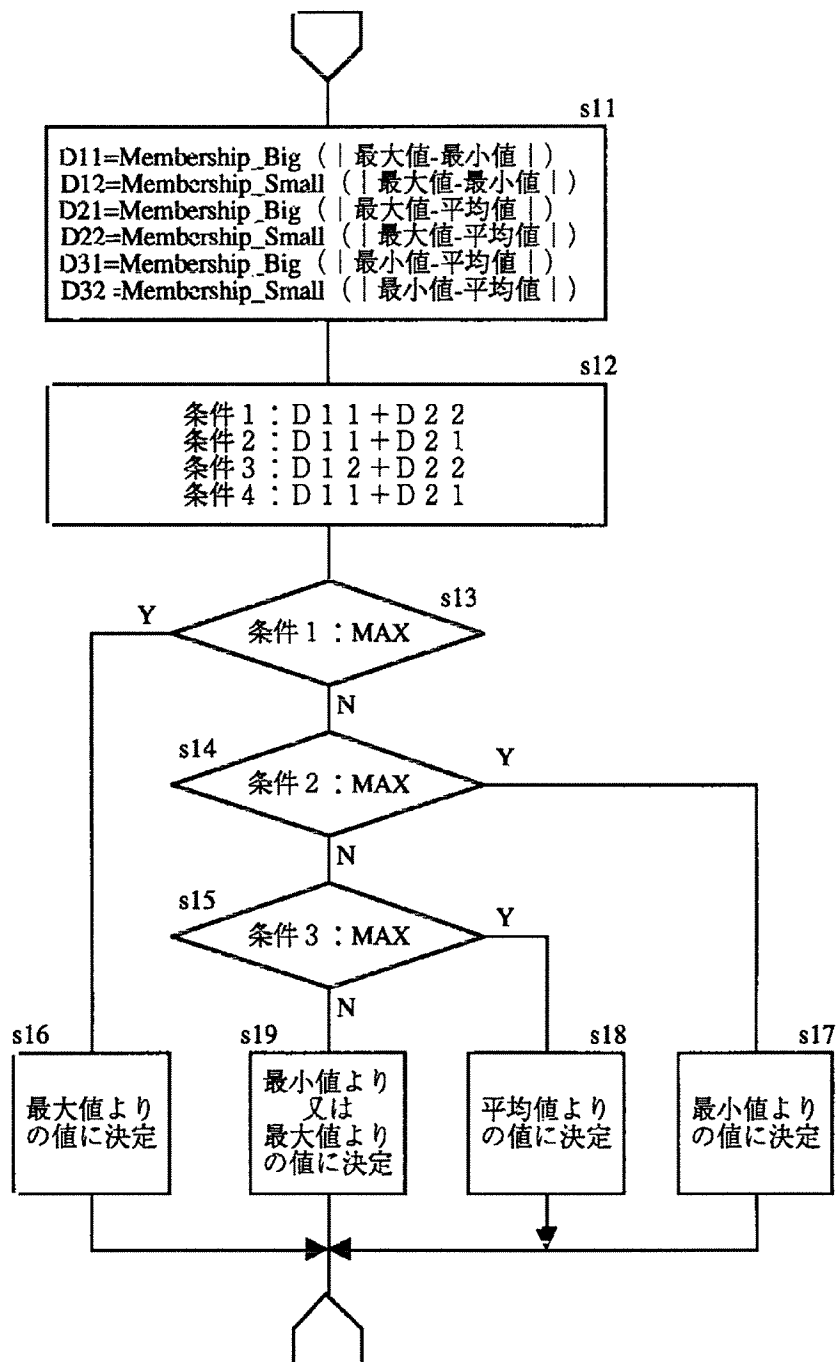 s11
D11=Membership_Big (|最大値-最小値|)
D12=Membership_Small (|最大値-最小値|)
D21=Membership_Big (|最大値-平均値|)
D22=Membership_Small (|最大値-平均値|)
D31=Membership_Big (|最小値-平均値|)
D32=Membership_Small (|最小値-平均値|)
s12
条件1:D11+D22
条件2:D11+D21
条件3:D12+D22
条件4:D11+D21
s13
Y
条件1:MAX
N
s14
Y
条件2:MAX
N
s15
Y
条件3:MAX
N
s16
最大値より
の値に決定
s19
最小値より
又は
最大値より
の値に決定
s18
平均値より
の値に決定
s17
最小値より
の値に決定